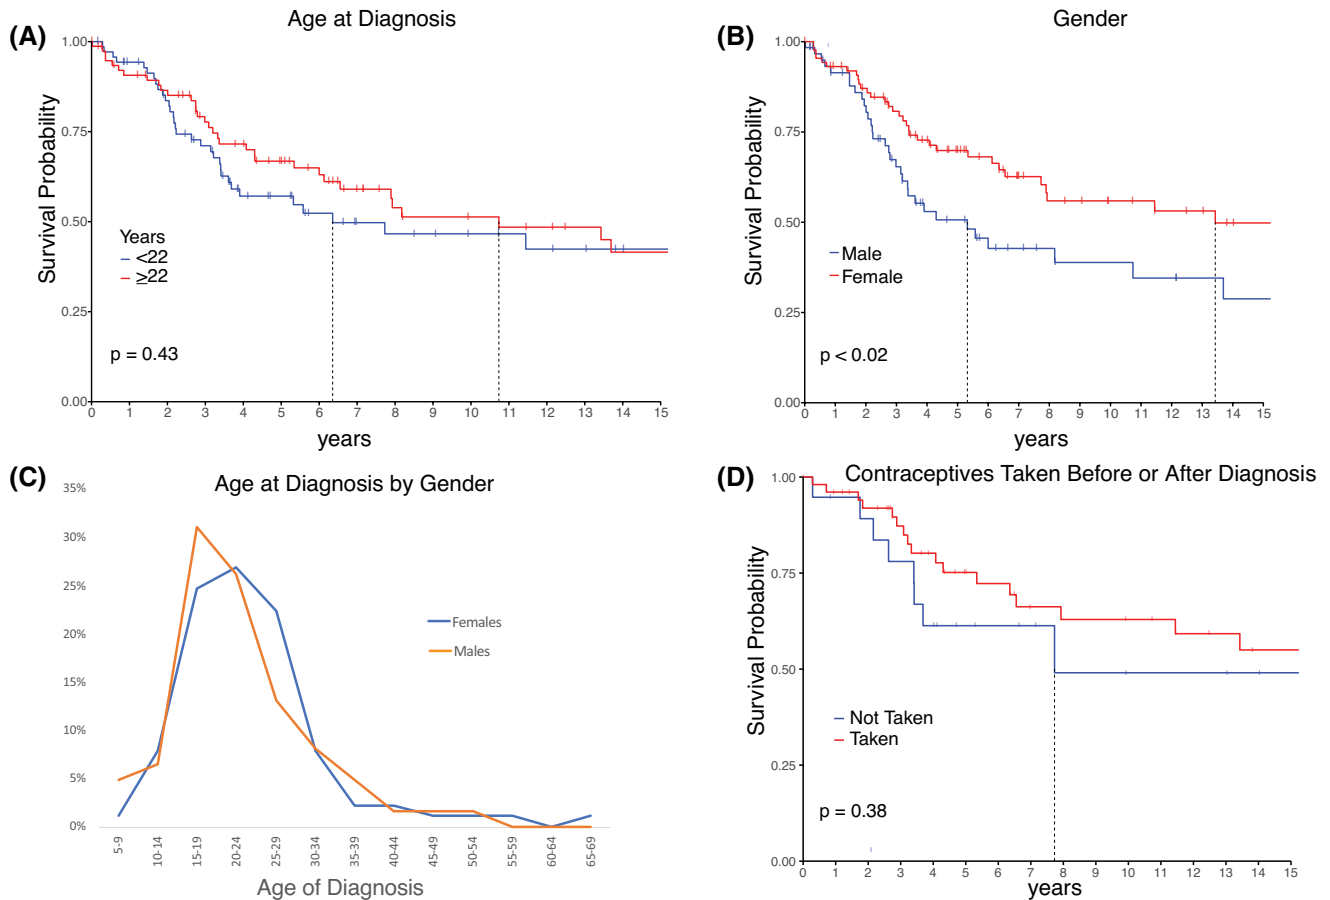 (A)
Age at Diagnosis
Survival Probability
1.00
0.75
0.50
0.25
0.00
Years
<22
≥22
p = 0.43
0 1 2 3 4 5 6 7 8 9 10 11 12 13 14 15
years
(B)
Gender
Survival Probability
1.00
0.75
0.50
0.25
0.00
Male
Female
p < 0.02
0 1 2 3 4 5 6 7 8 9 10 11 12 13 14 15
years
(C)
Age at Diagnosis by Gender
35%
30%
25%
20%
15%
10%
5%
0%
Females
Males
5-9 10-14 15-19 20-24 25-29 30-34 35-39 40-44 45-49 50-54 55-59 60-64 65-69
Age of Diagnosis
(D)
Contraceptives Taken Before or After Diagnosis
Survival Probability
1.00
0.75
0.50
0.25
0.00
Not Taken
Taken
p = 0.38
0 1 2 3 4 5 6 7 8 9 10 11 12 13 14 15
years